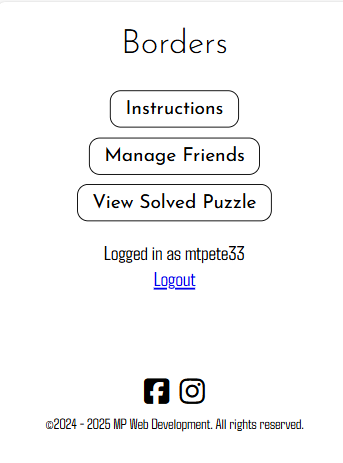 Borders
Instructions
Manage Friends
View Solved Puzzle
Logged in as mtpete33
Logout
©2024 - 2025 MP Web Development. All rights reserved.